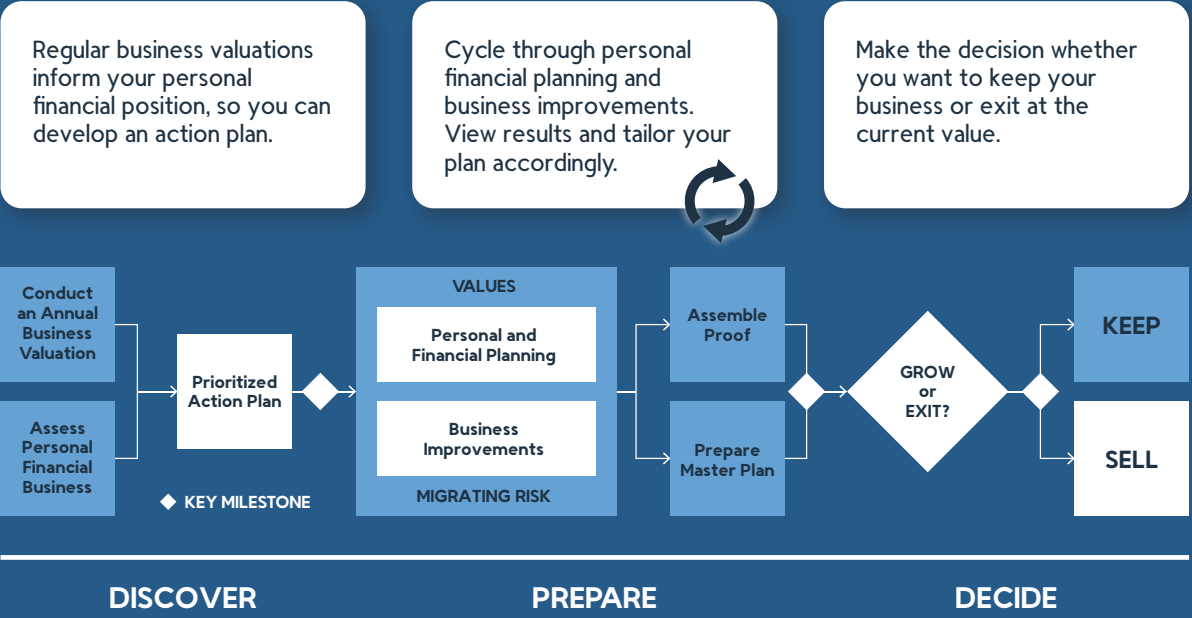 Regular business valuations
inform your personal
financial position, so you can
develop an action plan.
Cycle through personal
financial planning and
business improvements.
View results and tailor your
plan accordingly.
Make the decision whether
you want to keep your
business or exit at the
current value.
Conduct
an Annual
Business
Valuation
Assess
Personal
Financial
Business
Prioritized
Action Plan
KEY MILESTONE
VALUES
Personal and
Financial Planning
Business
Improvements
MIGRATING RISK
Assemble
Proof
Prepare
Master Plan
GROW
or
EXIT?
KEEP
SELL
DISCOVER
PREPARE
DECIDE